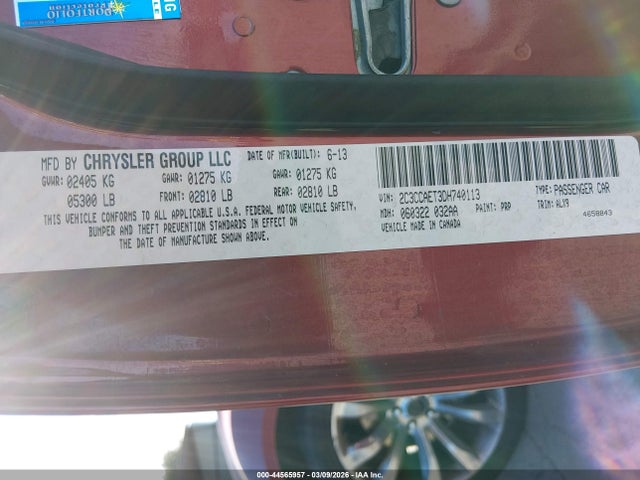 PORTFOLIO
Protection
MFD BY CHRYSLER GROUP LLC
DATE OF MFR(BUILT): 6-13
GVWR: 02405 KG
GAWR: 01275 KG
GAWR: 01275 KG
05300 LB
FRONT: 02810 LB
REAR: 02810 LB
THIS VEHICLE CONFORMS TO ALL APPLICABLE U.S.A. FEDERAL MOTOR VEHICLE SAFETY,
BUMPER AND THEFT PREVENTION STANDARDS IN EFFECT ON
THE DATE OF MANUFACTURE SHOWN ABOVE.
VIN: 2C3CCAET3DH740113
TYPE: PASSENGER CAR
MDH: 060322 032AA
PAINT: PRP
TRIM: ALX9
VEHICLE MADE IN CANADA
4658843
000-44565957 - 03/09/2026 - IAA Inc.